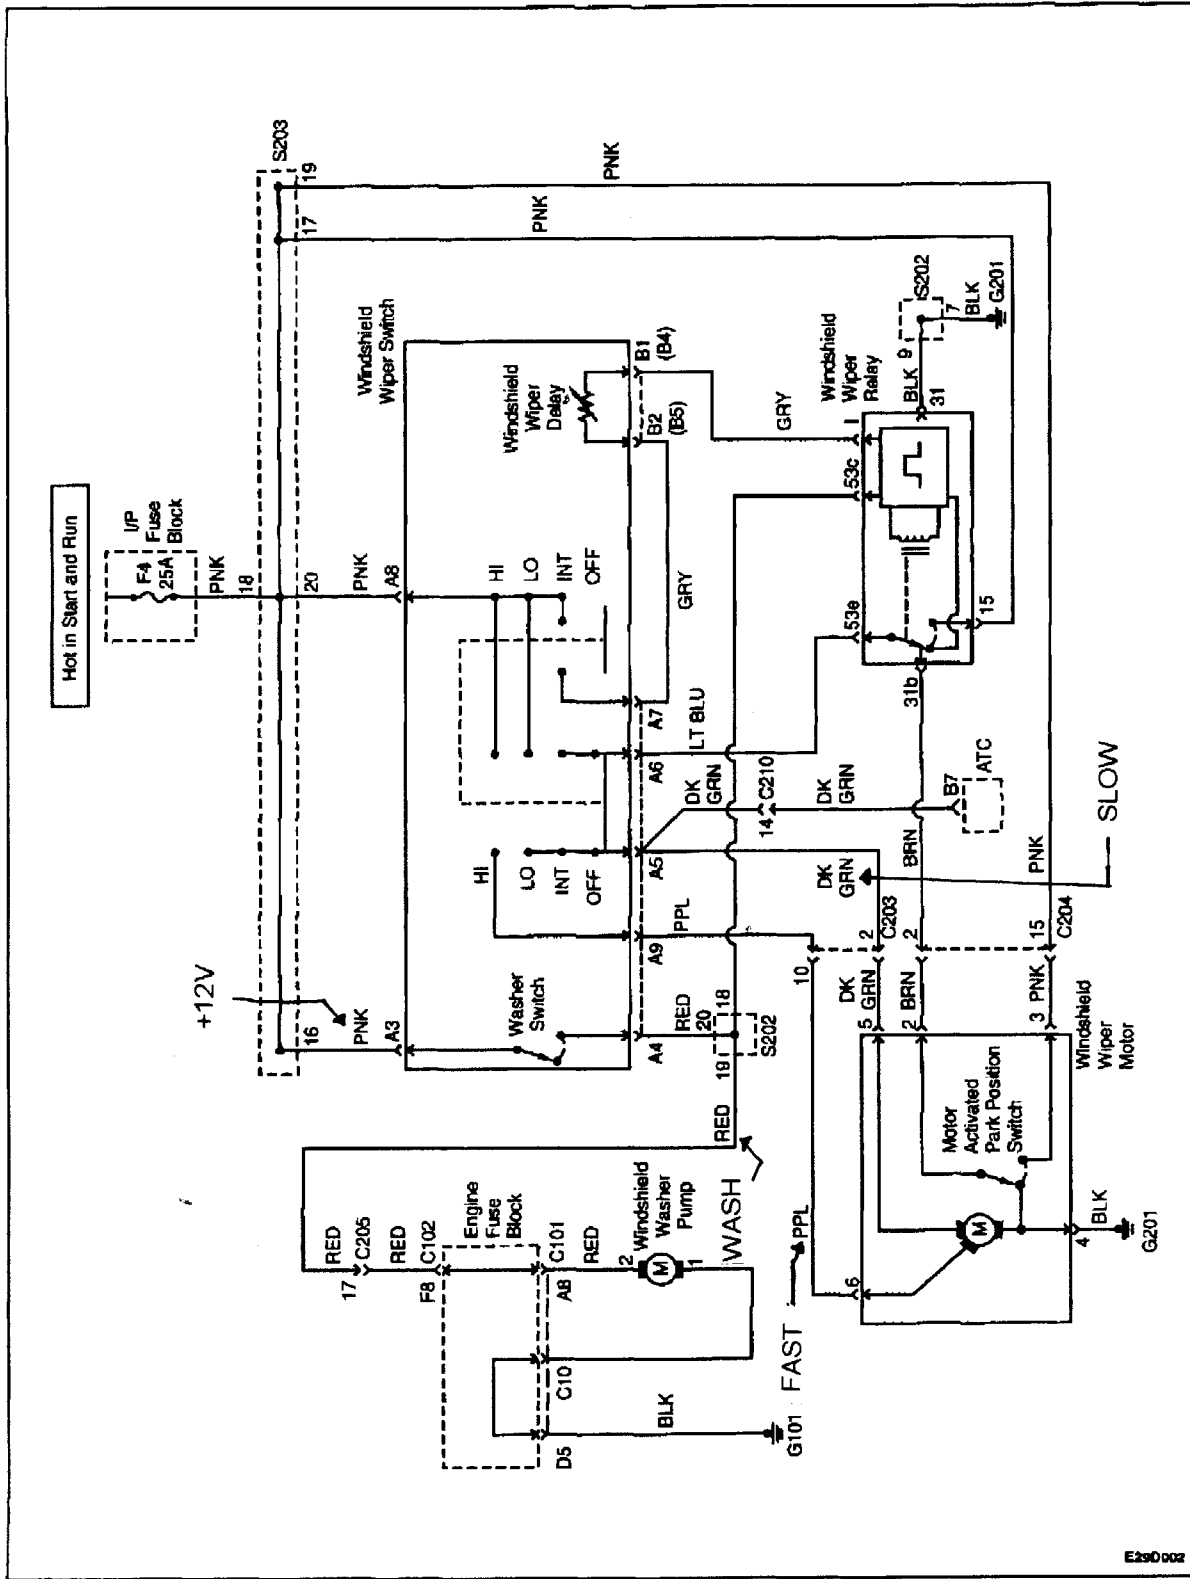 Hot in Start and Run
I/P
Fuse
Block
F4
25A
PNK
18
S203
16
20
17
19
+12V
PNK
PNK
PNK
PNK
A3
A8
Windshield
Wiper Switch
Washer
Switch
HI
LO
INT
OFF
HI
LO
INT
OFF
Windshield
Wiper
Delay
A4
A9
A5
A6
A7
B2
(B5)
B1
(B4)
RED
20
PPL
DK
GRN
LT BLU
GRY
GRY
19
18
S202
RED
RED
17
C205
RED
F8
C102
Engine
Fuse
Block
C101
A8
RED
C10
D5
BLK
G101
2
Windshield
Washer
Pump
M
1
WASH
FAST
PPL
14
C210
DK
GRN
B7
ATC
53e
53c
I
Windshield
Wiper
Relay
31
BLK
9
S202
7
BLK
G201
15
31b
BRN
DK
GRN
SLOW
PNK
10
2
C203
2
15
C204
DK
GRN
BRN
PNK
6
5
2
3
Windshield
Wiper
Motor
Motor
Activated
Park Position
Switch
M
4
BLK
G201
E29D002